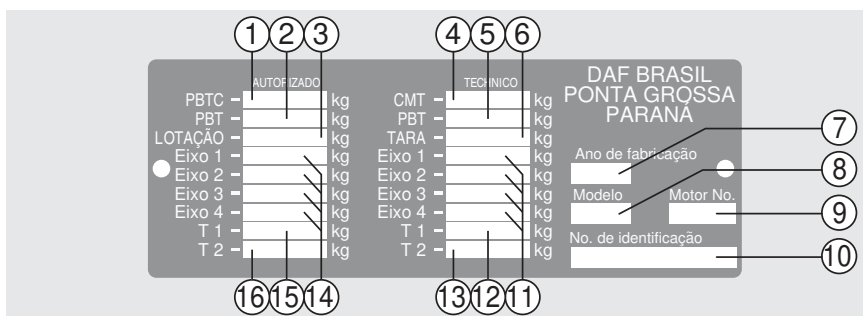 1 2 3 4 5 6
AUTORIZADO
PBTC - kg
PBT - kg
LOTAÇÃO - kg
Eixo 1 - kg
Eixo 2 - kg
Eixo 3 - kg
Eixo 4 - kg
T 1 - kg
T 2 - kg
TECHNICO
CMT - kg
PBT - kg
TARA - kg
Eixo 1 - kg
Eixo 2 - kg
Eixo 3 - kg
Eixo 4 - kg
T 1 - kg
T 2 - kg
DAF BRASIL
PONTA GROSSA
PARANÁ
Ano de fabricação
7
Modelo Motor No.
8
9
No. de identificação
10
16 15 14 13 12 11